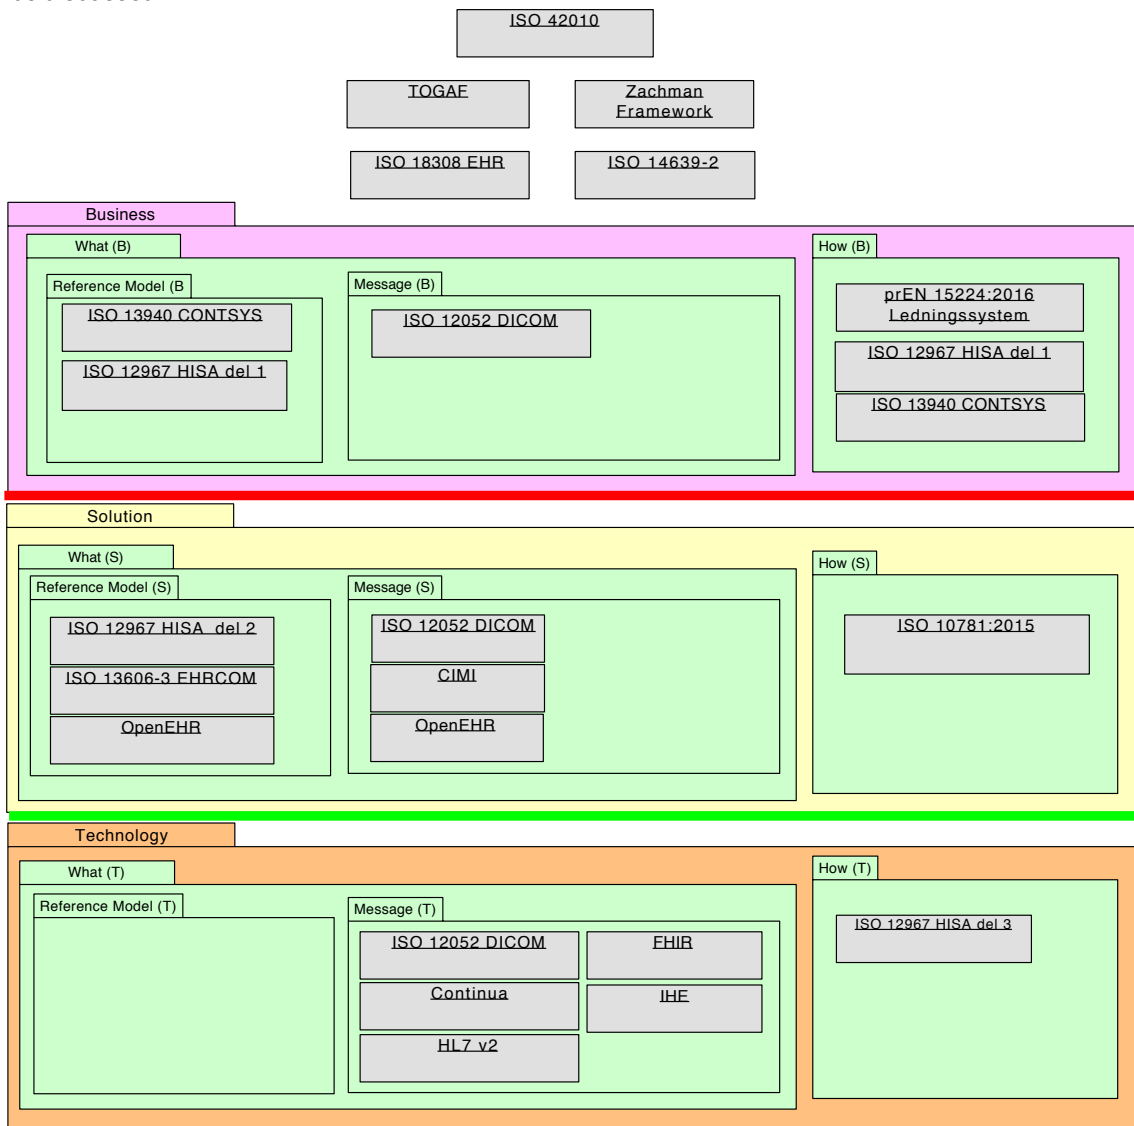 ISO 42010
TOGAF
Zachman
Framework
ISO 18308 EHR
ISO 14639-2
Business
What (B)
Reference Model (B
ISO 13940 CONTSYS
ISO 12967 HISA del 1
Message (B)
ISO 12052 DICOM
How (B)
prEN 15224:2016
Ledningssystem
ISO 12967 HISA del 1
ISO 13940 CONTSYS
Solution
What (S)
Reference Model (S)
ISO 12967 HISA  del 2
ISO 13606-3 EHRCOM
OpenEHR
Message (S)
ISO 12052 DICOM
CIMI
OpenEHR
How (S)
ISO 10781:2015
Technology
What (T)
Reference Model (T)
Message (T)
ISO 12052 DICOM
FHIR
Continua
IHE
HL7 v2
How (T)
ISO 12967 HISA del 3